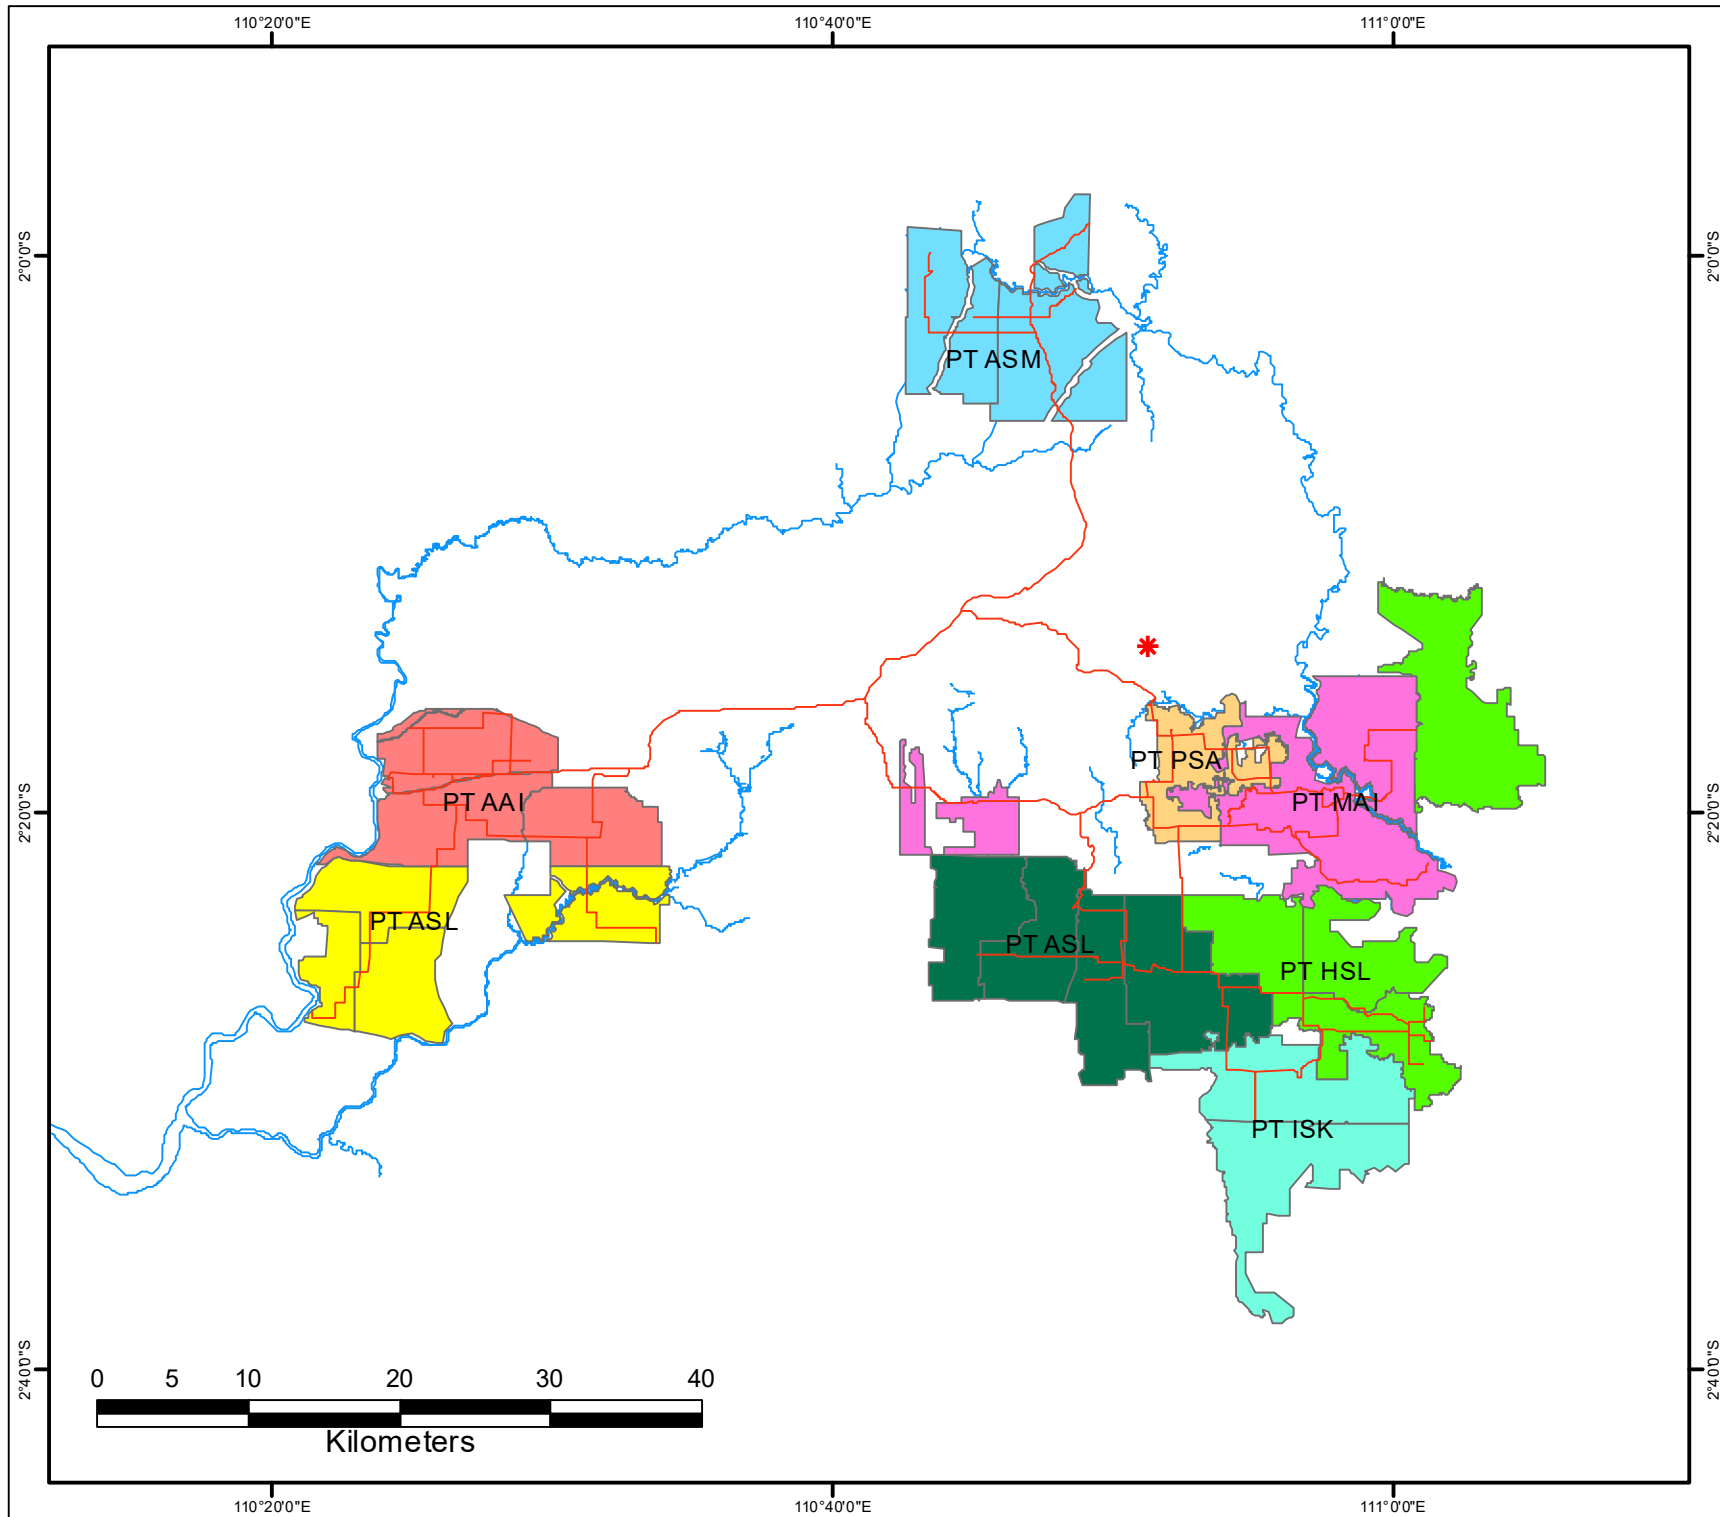 110°20'0"E
110°40'0"E
111°0'0"E
2°0'0"S
2°0'0"S
PT ASM
PT PSA
PT AAI
PT MAI
2°20'0"S
2°20'0"S
PT ASL
PT ASL
PT HSL
PT ISK
2°40'0"S
2°40'0"S
0 5 10 20 30 40
Kilometers
110°20'0"E
110°40'0"E
111°0'0"E